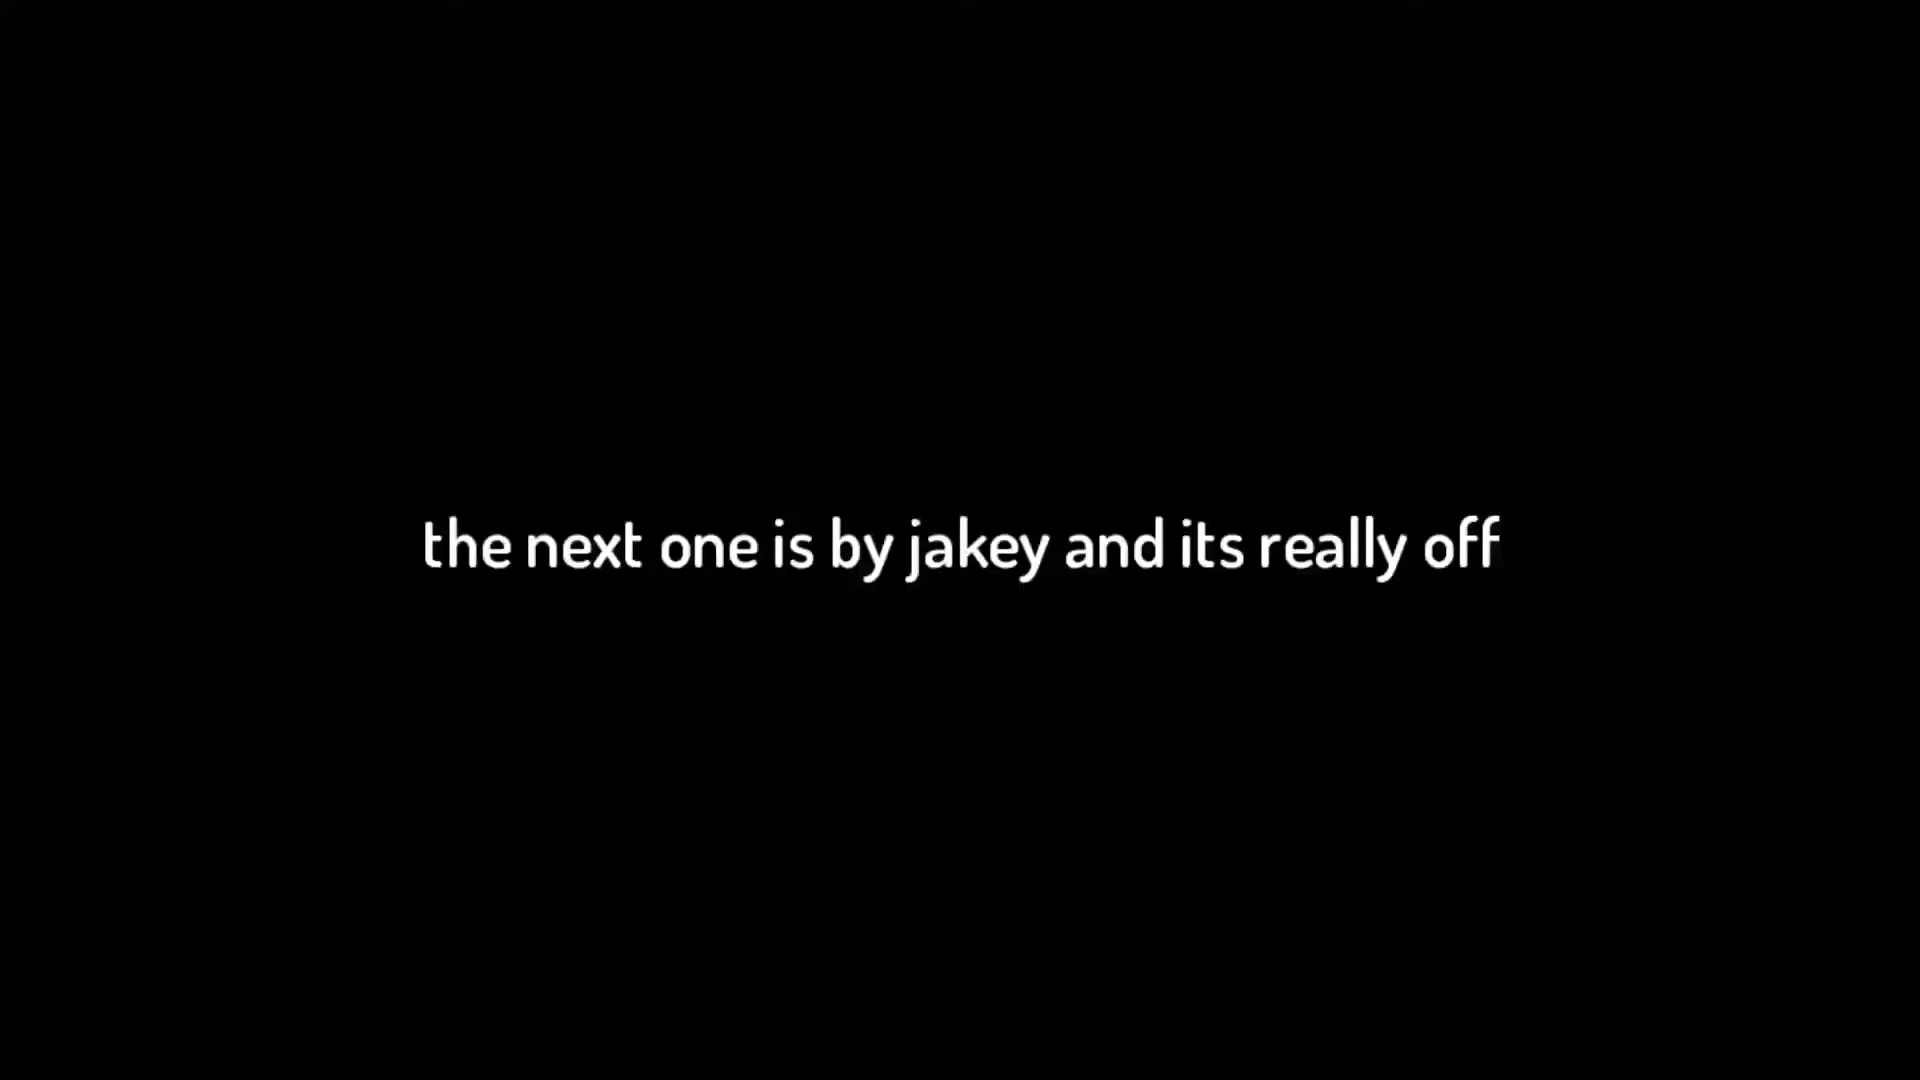 the next one is by jakey and its really off